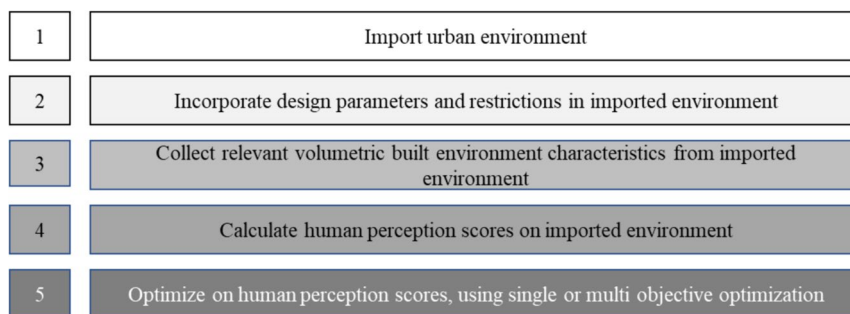 1 Import urban environment
2 Incorporate design parameters and restrictions in imported environment
3 Collect relevant volumetric built environment characteristics from imported
environment
4 Calculate human perception scores on imported environment
5 Optimize on human perception scores, using single or multi objective optimization